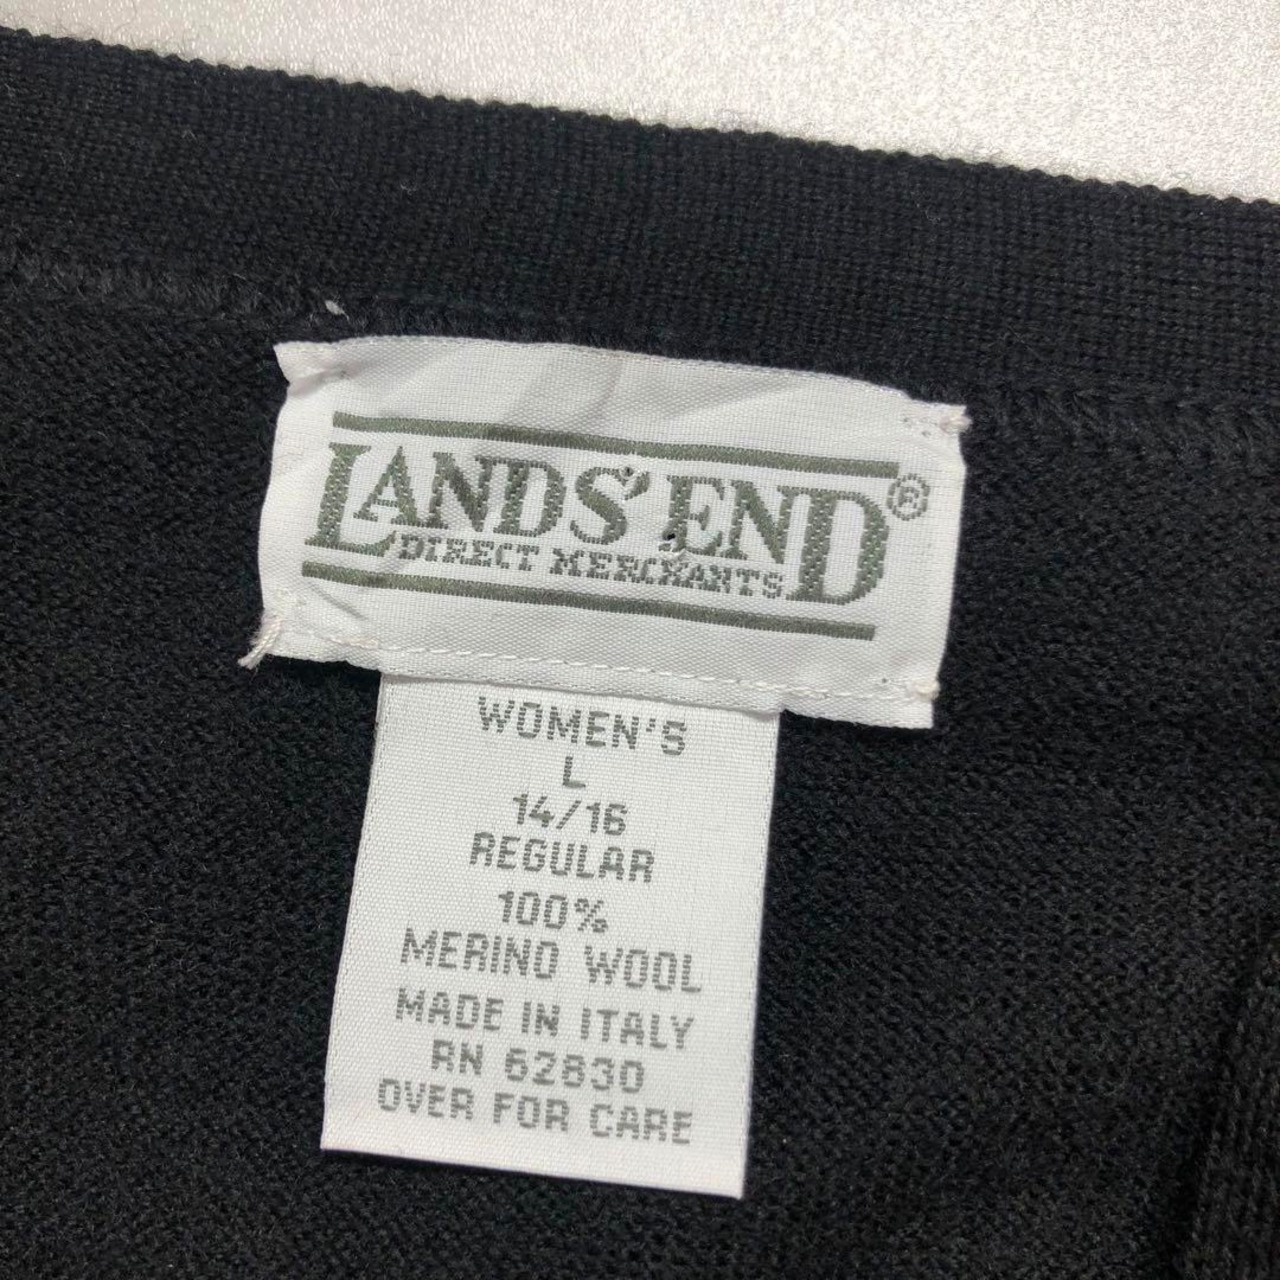 LANDS' END®
DIRECT MERCHANTS
WOMEN'S
L
14/16
REGULAR
100%
MERINO WOOL
MADE IN ITALY
RN 62830
OVER FOR CARE